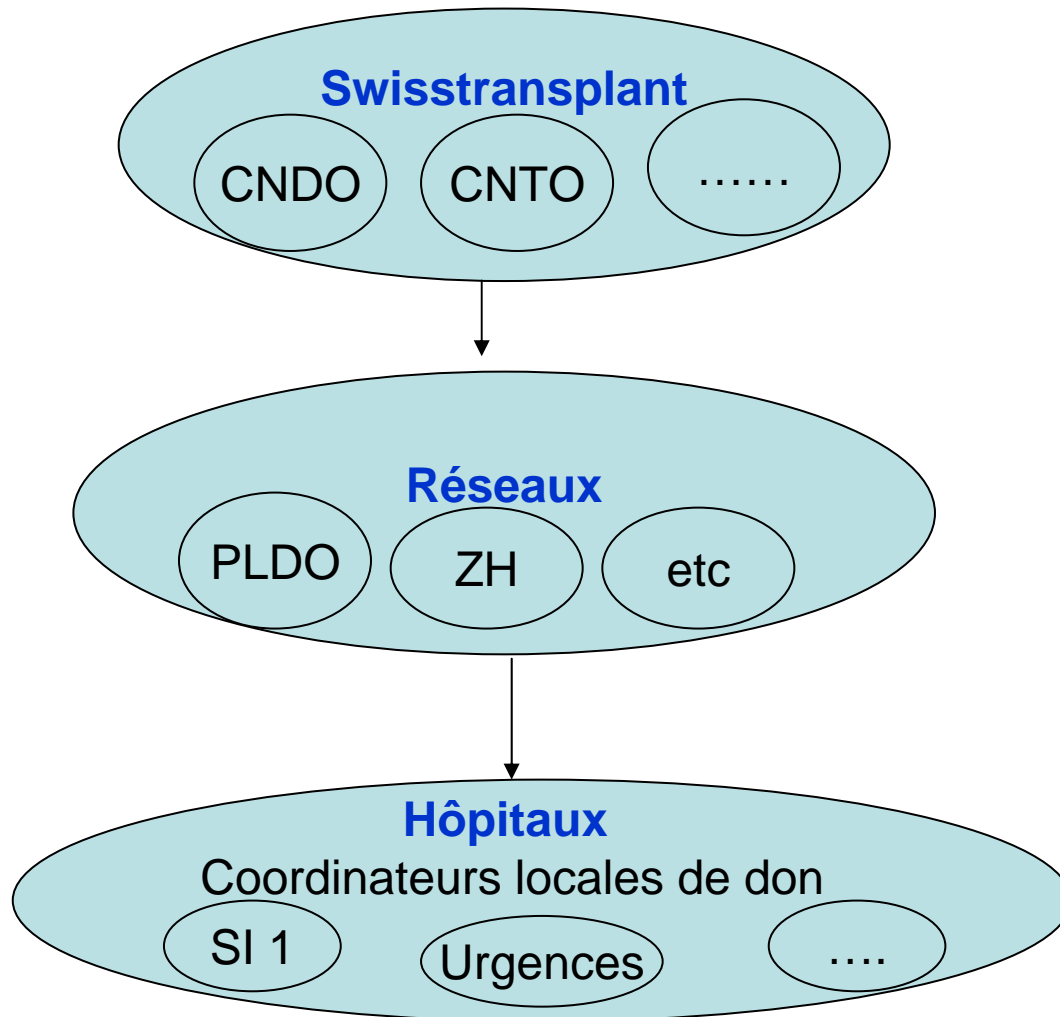 Swisstransplant
CNDO CNTO ......
Réseaux
PLDO ZH etc
Hôpitaux
Coordinateurs locales de don
SI 1 Urgences ....